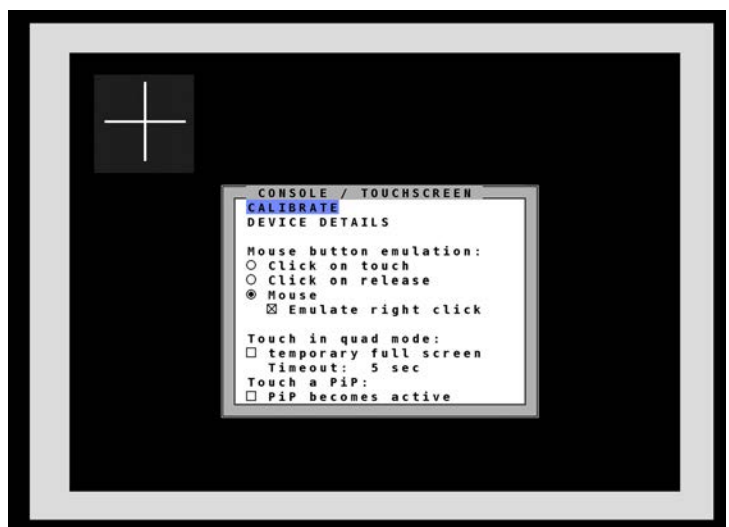 CONSOLE / TOUCHSCREEN
CALIBRATE
DEVICE DETAILS
Mouse button emulation:
Click on touch
Click on release
Mouse
Emulate right click
Touch in quad mode:
temporary full screen
Timeout: 5 sec
Touch a PiP:
PiP becomes active